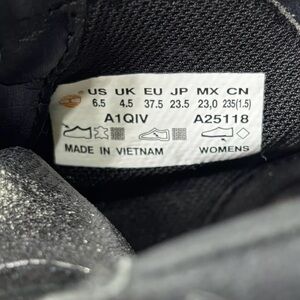 US UK EU JP MX CN
6.5 4.5 37.5 23.5 23,0 235(1.5)
A1QIV A25118
MADE IN VIETNAM WOMENS